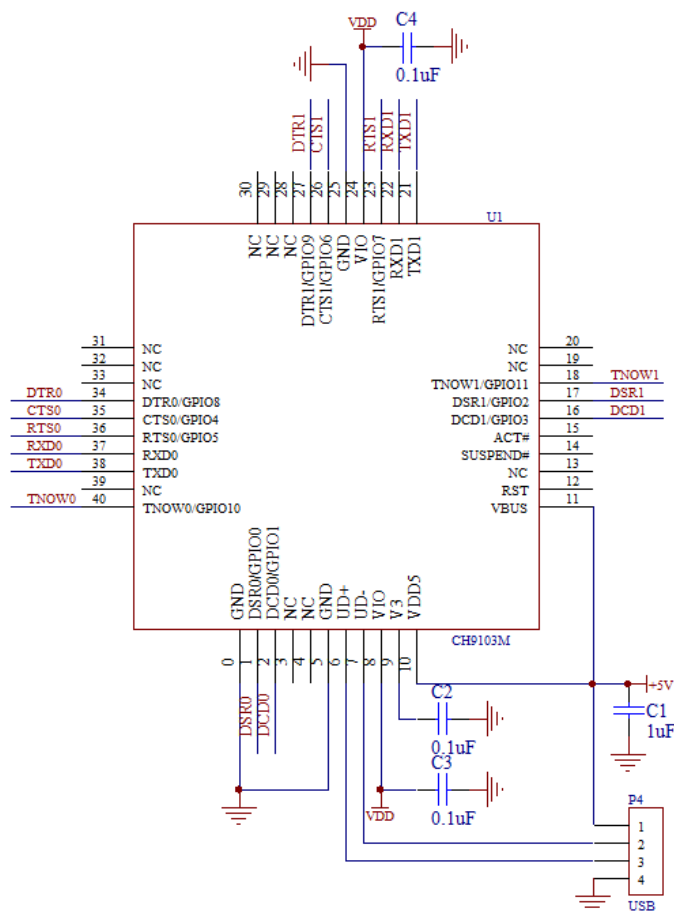 C4
VDD
0.1uF
DTR1
CTS1
RTS1
RXD1
TXD1
30
29
28
27
26
25
24
23
22
21
U1
NC
NC
NC
DTR1/GPIO9
CTS1/GPIO6
GND
VIO
RTS1/GPIO7
RXD1
TXD1
31 NC
32 NC
33 NC
DTR0 34 DTR0/GPIO8
CTS0 35 CTS0/GPIO4
RTS0 36 RTS0/GPIO5
RXD0 37 RXD0
TXD0 38 TXD0
39 NC
TNOW0 40 TNOW0/GPIO10
NC 20
NC 19
TNOW1/GPIO11 18 TNOW1
DSR1/GPIO2 17 DSR1
DCD1/GPIO3 16 DCD1
ACT# 15
SUSPEND# 14
NC 13
RST 12
VBUS 11
GND
DSR0/GPIO0
DCD0/GPIO1
NC
NC
GND
UD+
UD-
VIO
V3
VDD5
CH9103M
0
1
2
3
4
5
6
7
8
9
10
DSR0
DCD0
+5V
C2
0.1uF
C1
1uF
C3
0.1uF
VDD
P4
1
2
3
4
USB